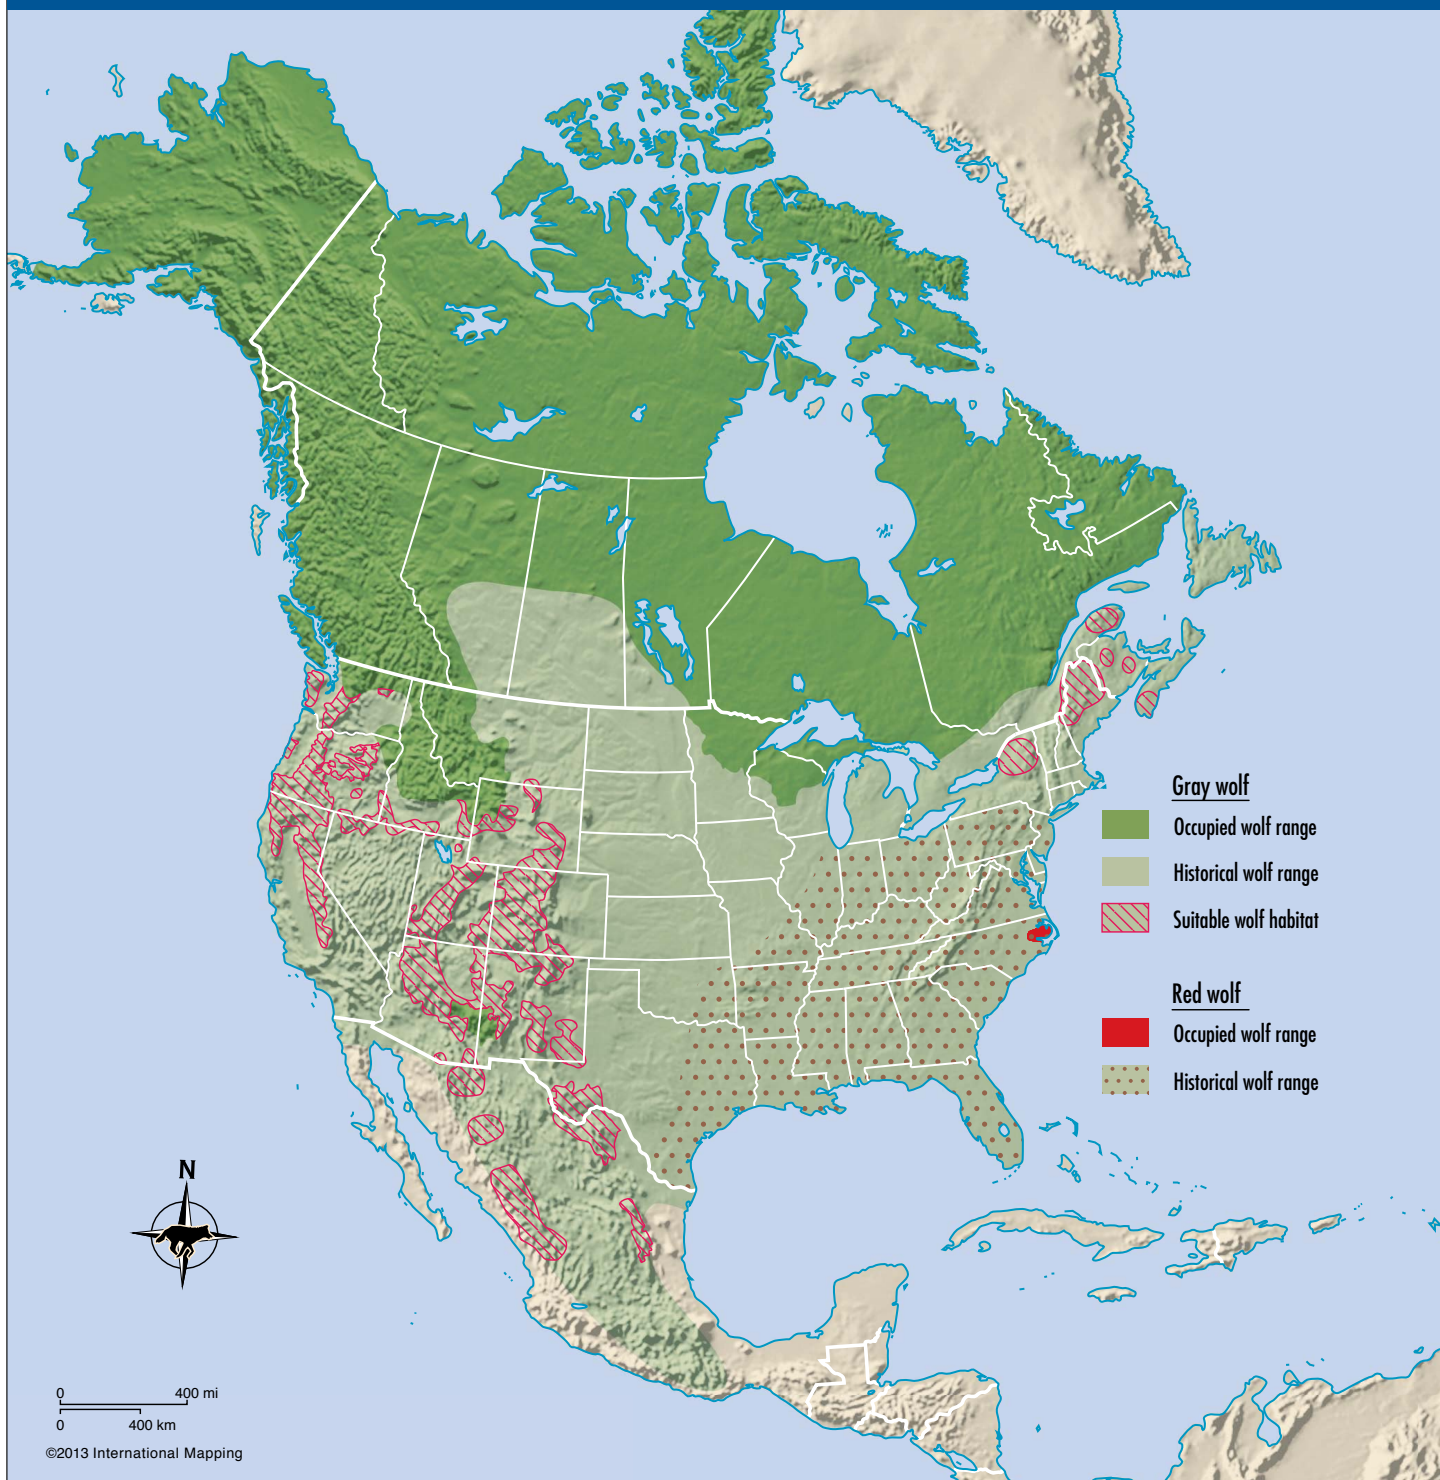 Gray wolf
Occupied wolf range
Historical wolf range
Suitable wolf habitat
Red wolf
Occupied wolf range
Historical wolf range
N
0 400 mi
0 400 km
©2013 International Mapping